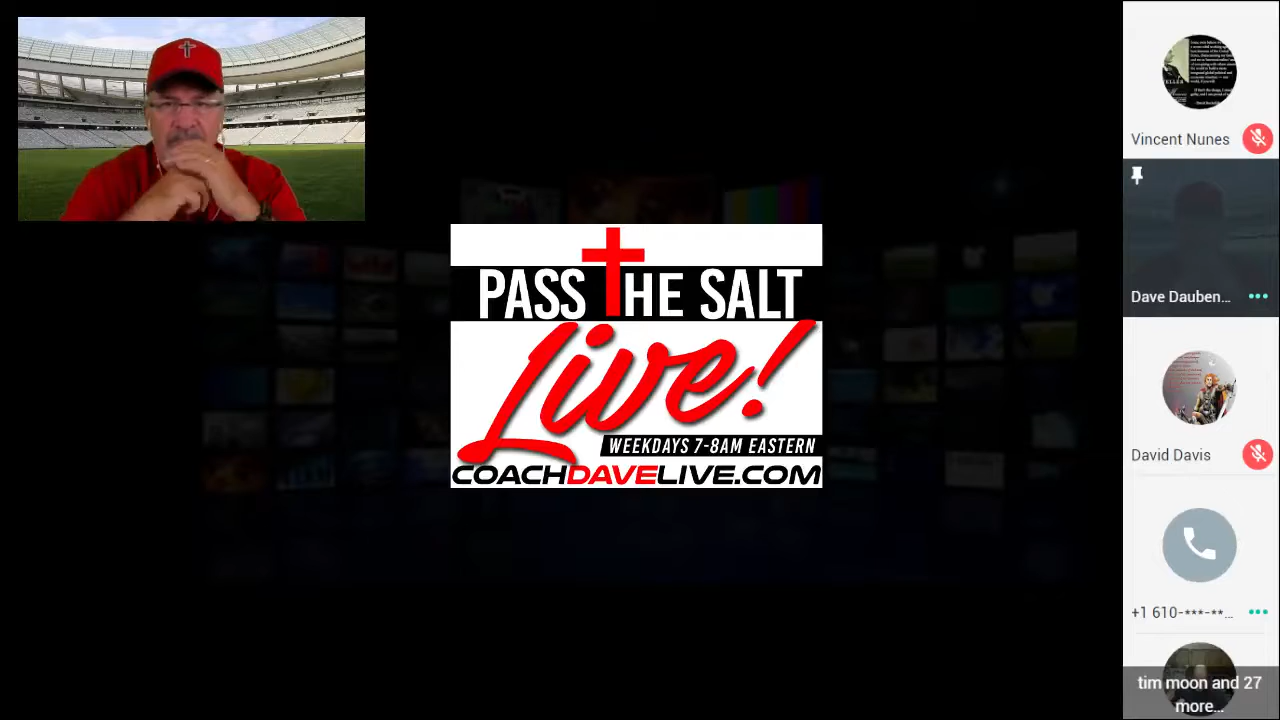 PASS THE SALT
Live!
WEEKDAYS 7-8AM EASTERN
COACHDAVELIVE.COM
Vincent Nunes
Dave Dauben...
David Davis
+1 610-***-**...
tim moon and 27
more...